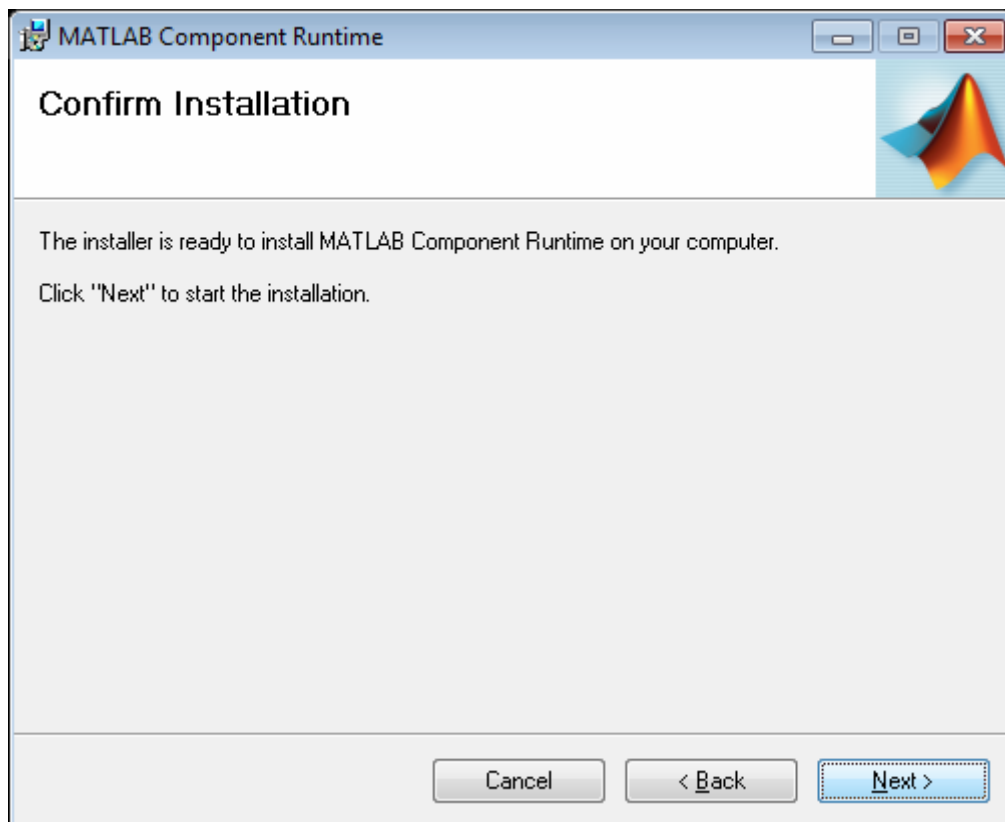 MATLAB Component Runtime
Confirm Installation
The installer is ready to install MATLAB Component Runtime on your computer.
Click "Next" to start the installation.
Cancel
< Back
Next >